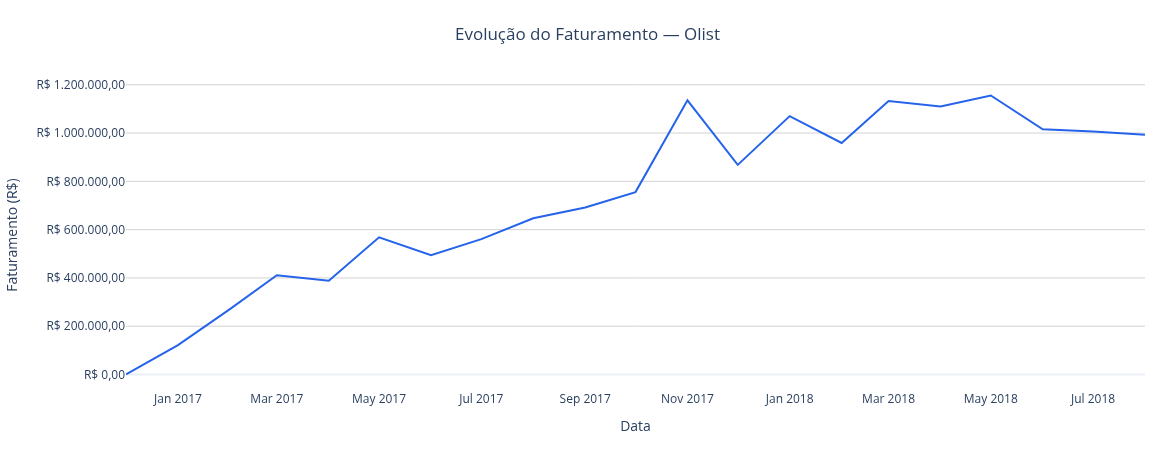 Evolução do Faturamento — Olist
Faturamento (R$)
R$ 1.200.000,00
R$ 1.000.000,00
R$ 800.000,00
R$ 600.000,00
R$ 400.000,00
R$ 200.000,00
R$ 0,00
Jan 2017 Mar 2017 May 2017 Jul 2017 Sep 2017 Nov 2017 Jan 2018 Mar 2018 May 2018 Jul 2018
Data